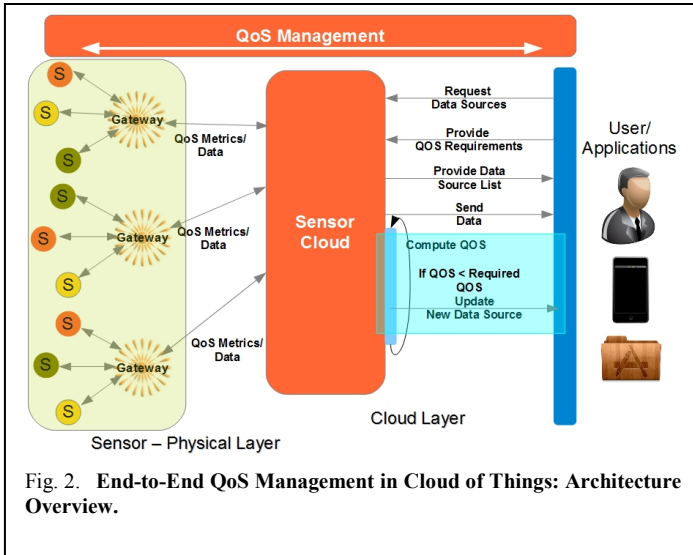 QoS Management
S
S
S
Gateway
QoS Metrics/
Data
S
S
S
Gateway
QoS Metrics/
Data
S
S
S
Gateway
QoS Metrics/
Data
Sensor – Physical Layer
Sensor
Cloud
Request
Data Sources
Provide
QOS Requirements
Provide Data
Source List
Send
Data
Compute QOS
If QOS < Required
QOS
Update
New Data Source
Cloud Layer
User/
Applications
Fig. 2. End-to-End QoS Management in Cloud of Things: Architecture
Overview.